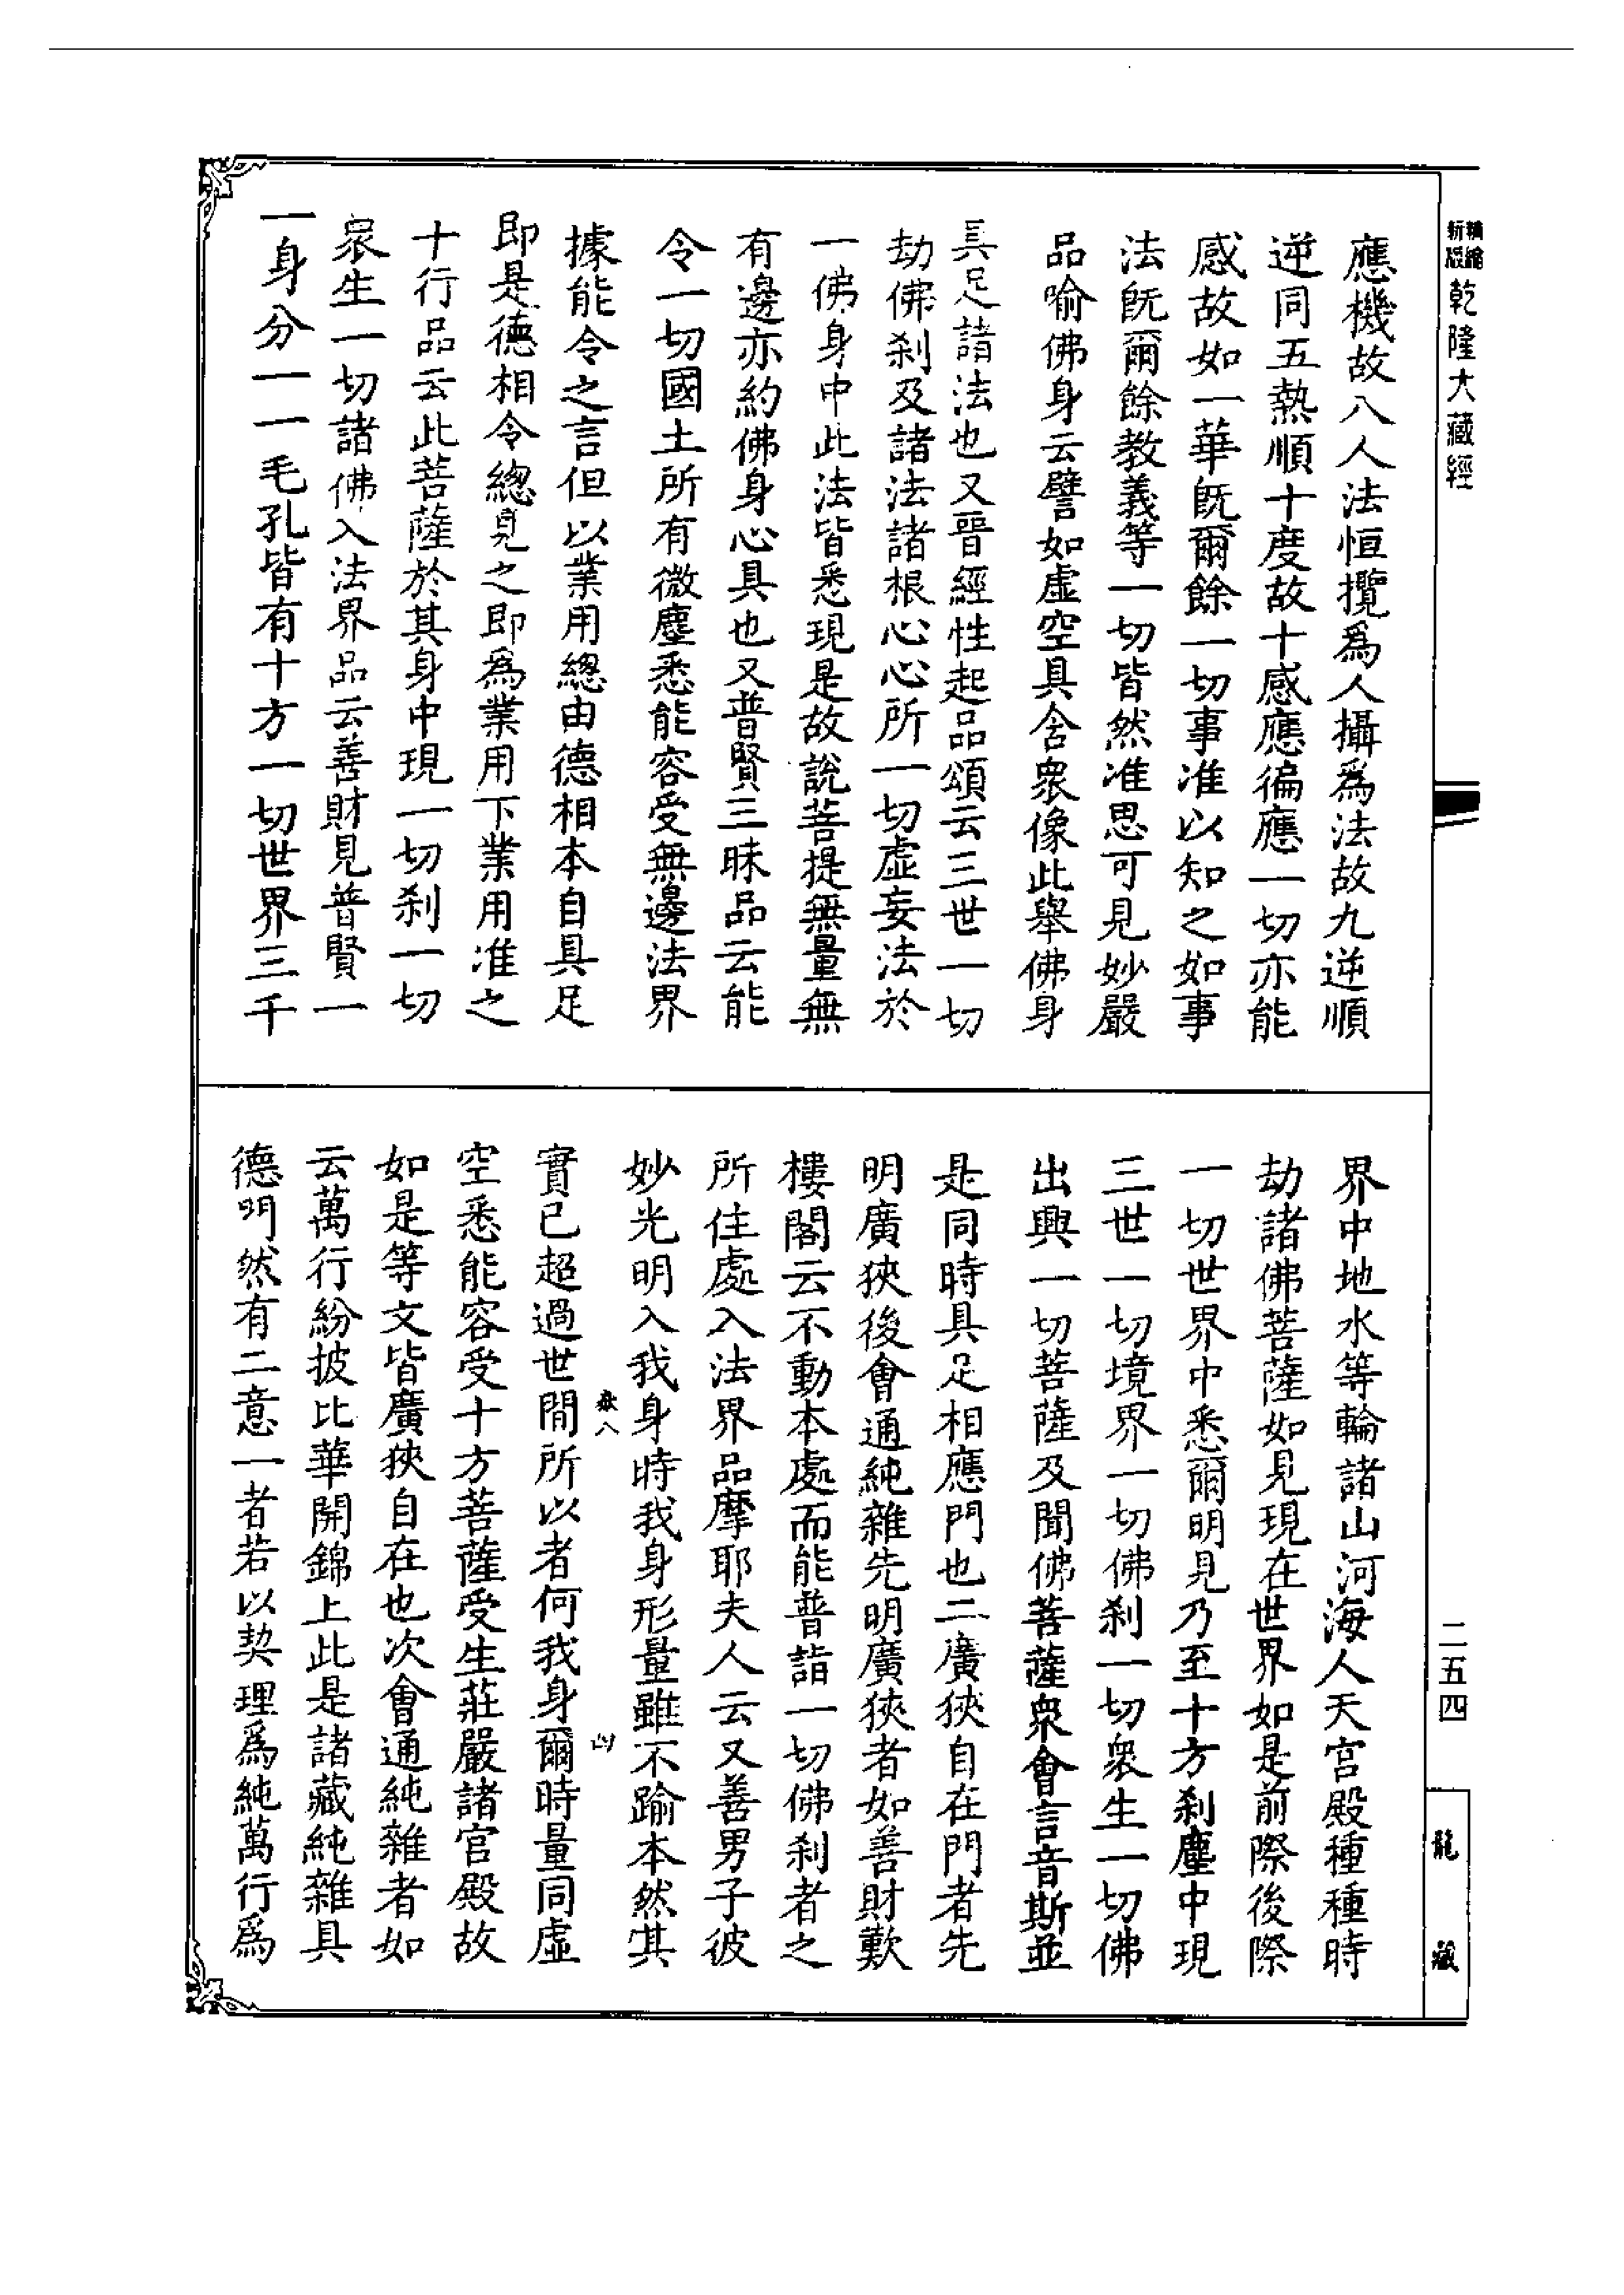 新編縮
乾隆大藏經
應機故八人法恒攬為人攝為法故九逆順
逆同五熱順十度故十感應徧應一切亦能
感故如一華既爾餘一切事准以知之如事
法既爾餘教義等一切皆然准思可見妙嚴
品喻佛身云譬如虛空具含衆像此舉佛身
具足諸法也又晉經性起品頌云三世一切
劫佛刹及諸法諸根心心所一切虛妄法於
一佛身中此法皆悉現是故說菩提無量無
有邊亦約佛身心具也又普賢三昧品云能
令一切國土所有微塵悉能容受無邊法界
據能令之言但以業用總由德相本自具足
即是德相令總見之即為業用下業用准之
十行品云此菩薩於其身中現一切刹一切
衆生一切諸佛入法界品云善財見普賢一
一身分一一毛孔皆有十方一切世界三千
界中地水等輪諸山河海人天宫殿種種時
劫諸佛菩薩如見現在世界如是前際後際
一切世界中悉爾明見乃至十方刹塵中現
三世一切境界一切佛刹一切衆生一切佛
出興一切菩薩及聞佛菩薩衆會言音斯並
是同時具足相應門也二廣狹自在門者先
明廣狹後會通純雜先明廣狹者如善財歎
樓閣云不動本處而能普詣一切佛刹者之
所住處入法界品摩耶夫人云又善男子彼
妙光明入我身時我身形量雖不踰本然其
實已超過世間所以者何我身爾時量同虛
空悉能容受十方菩薩受生莊嚴諸宫殿故
如是等文皆廣狹自在也次會通純雜者如
云萬行紛披比華開錦上此是諸藏純雜具
德明然有二意一者若以契理為純萬行為
二五四
龍藏